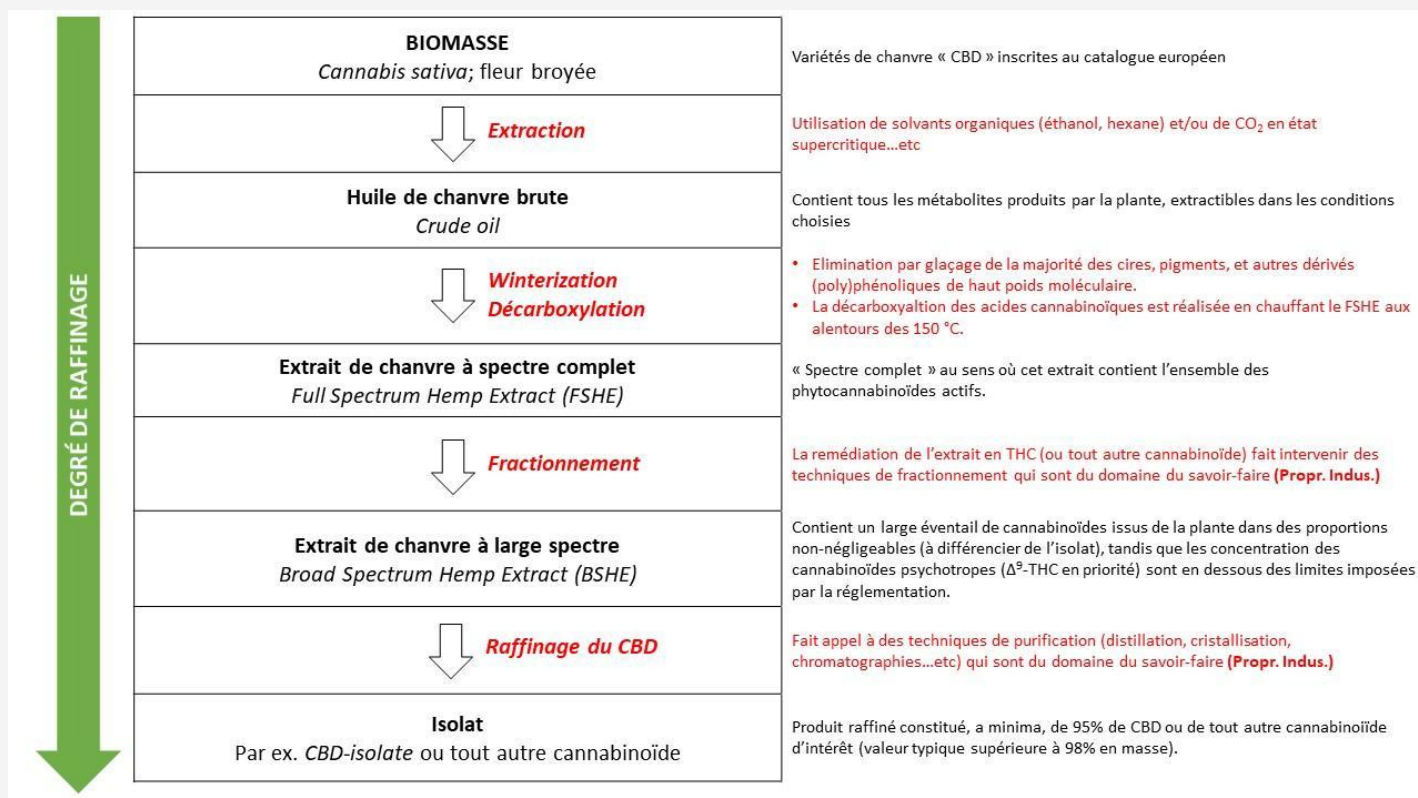 DEGRÉ DE RAFFINAGE
BIOMASSE
Cannabis sativa; fleur broyée
Variétés de chanvre « CBD » inscrites au catalogue européen
Extraction
Utilisation de solvants organiques (éthanol, hexane) et/ou de CO₂ en état
supercritique...etc
Huile de chanvre brute
Crude oil
Contient tous les métabolites produits par la plante, extractibles dans les conditions
choisies
Winterization
Décarboxylation
• Elimination par glaçage de la majorité des cires, pigments, et autres dérivés
(poly)phénoliques de haut poids moléculaire.
• La décarboxyaltion des acides cannabinoïques est réalisée en chauffant le FSHE aux
alentours des 150 °C.
Extrait de chanvre à spectre complet
Full Spectrum Hemp Extract (FSHE)
« Spectre complet » au sens où cet extrait contient l’ensemble des
phytocannabinoïdes actifs.
Fractionnement
La remédiation de l’extrait en THC (ou tout autre cannabinoïde) fait intervenir des
techniques de fractionnement qui sont du domaine du savoir-faire (Propr. Indus.)
Extrait de chanvre à large spectre
Broad Spectrum Hemp Extract (BSHE)
Contient un large éventail de cannabinoïdes issus de la plante dans des proportions
non-négligeables (à différencier de l’isolat), tandis que les concentration des
cannabinoïdes psychotropes (Δ⁹-THC en priorité) sont en dessous des limites imposées
par la réglementation.
Raffinage du CBD
Fait appel à des techniques de purification (distillation, cristallisation,
chromatographies...etc) qui sont du domaine du savoir-faire (Propr. Indus.)
Isolat
Par ex. CBD-isolate ou tout autre cannabinoïde
Produit raffiné constitué, a minima, de 95% de CBD ou de tout autre cannabinoiïde
d’intérêt (valeur typique supérieure à 98% en masse).